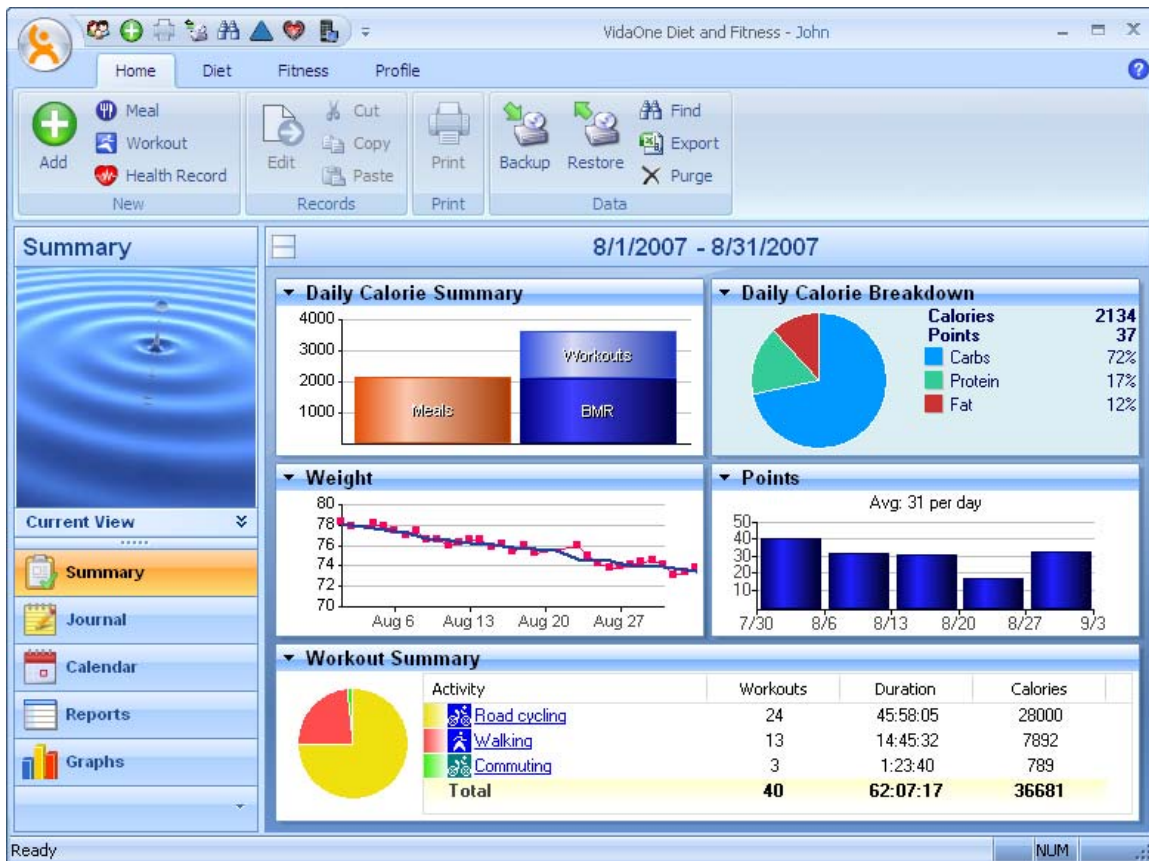 VidaOne Diet and Fitness - John
Home Diet Fitness Profile
Add
Meal
Workout
Health Record
New
Edit
Cut
Copy
Paste
Records
Print
Print
Backup
Restore
Find
Export
Purge
Data
Summary
8/1/2007 - 8/31/2007
Current View
Summary
Journal
Calendar
Reports
Graphs
Daily Calorie Summary
4000
3000
2000
1000
Meals
Workouts
BMR
Daily Calorie Breakdown
Calories 2134
Points 37
Carbs 72%
Protein 17%
Fat 12%
Weight
80
78
76
74
72
70
Aug 6 Aug 13 Aug 20 Aug 27
Points
Avg: 31 per day
50
40
30
20
10
7/30 8/6 8/13 8/20 8/27 9/3
Workout Summary
Activity Workouts Duration Calories
Road cycling 24 45:58:05 28000
Walking 13 14:45:32 7892
Commuting 3 1:23:40 789
Total 40 62:07:17 36681
Ready NUM